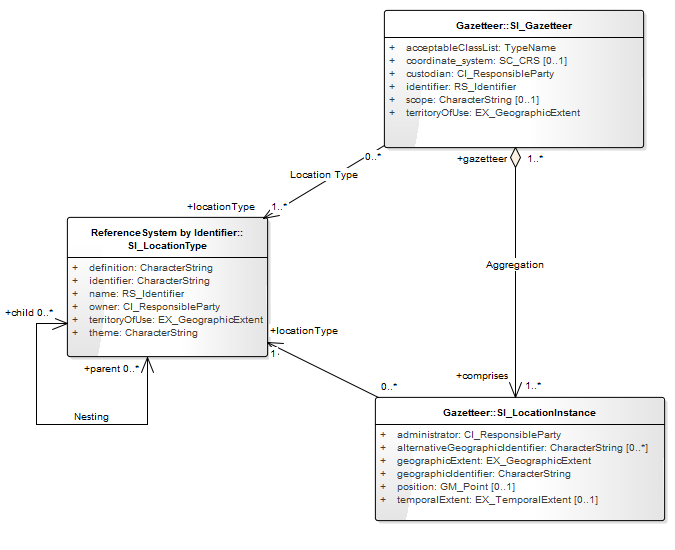 Gazetteer::SI_Gazetteer
+ acceptableClassList: TypeName
+ coordinate_system: SC_CRS [0..1]
+ custodian: CI_ResponsibleParty
+ identifier: RS_Identifier
+ scope: CharacterString [0..1]
+ territoryOfUse: EX_GeographicExtent
0..*
+gazetteer 1..*
Location Type
+locationType 1..*
ReferenceSystem by Identifier::
SI_LocationType
+ definition: CharacterString
+ identifier: CharacterString
+ name: RS_Identifier
+ owner: CI_ResponsibleParty
+ territoryOfUse: EX_GeographicExtent
+ theme: CharacterString
Aggregation
+child 0..*
+locationType
1
+parent 0..*
Nesting
0..*
+comprises
1..*
Gazetteer::SI_LocationInstance
+ administrator: CI_ResponsibleParty
+ alternativeGeographicIdentifier: CharacterString [0..*]
+ geographicExtent: EX_GeographicExtent
+ geographicIdentifier: CharacterString
+ position: GM_Point [0..1]
+ temporalExtent: EX_TemporalExtent [0..1]